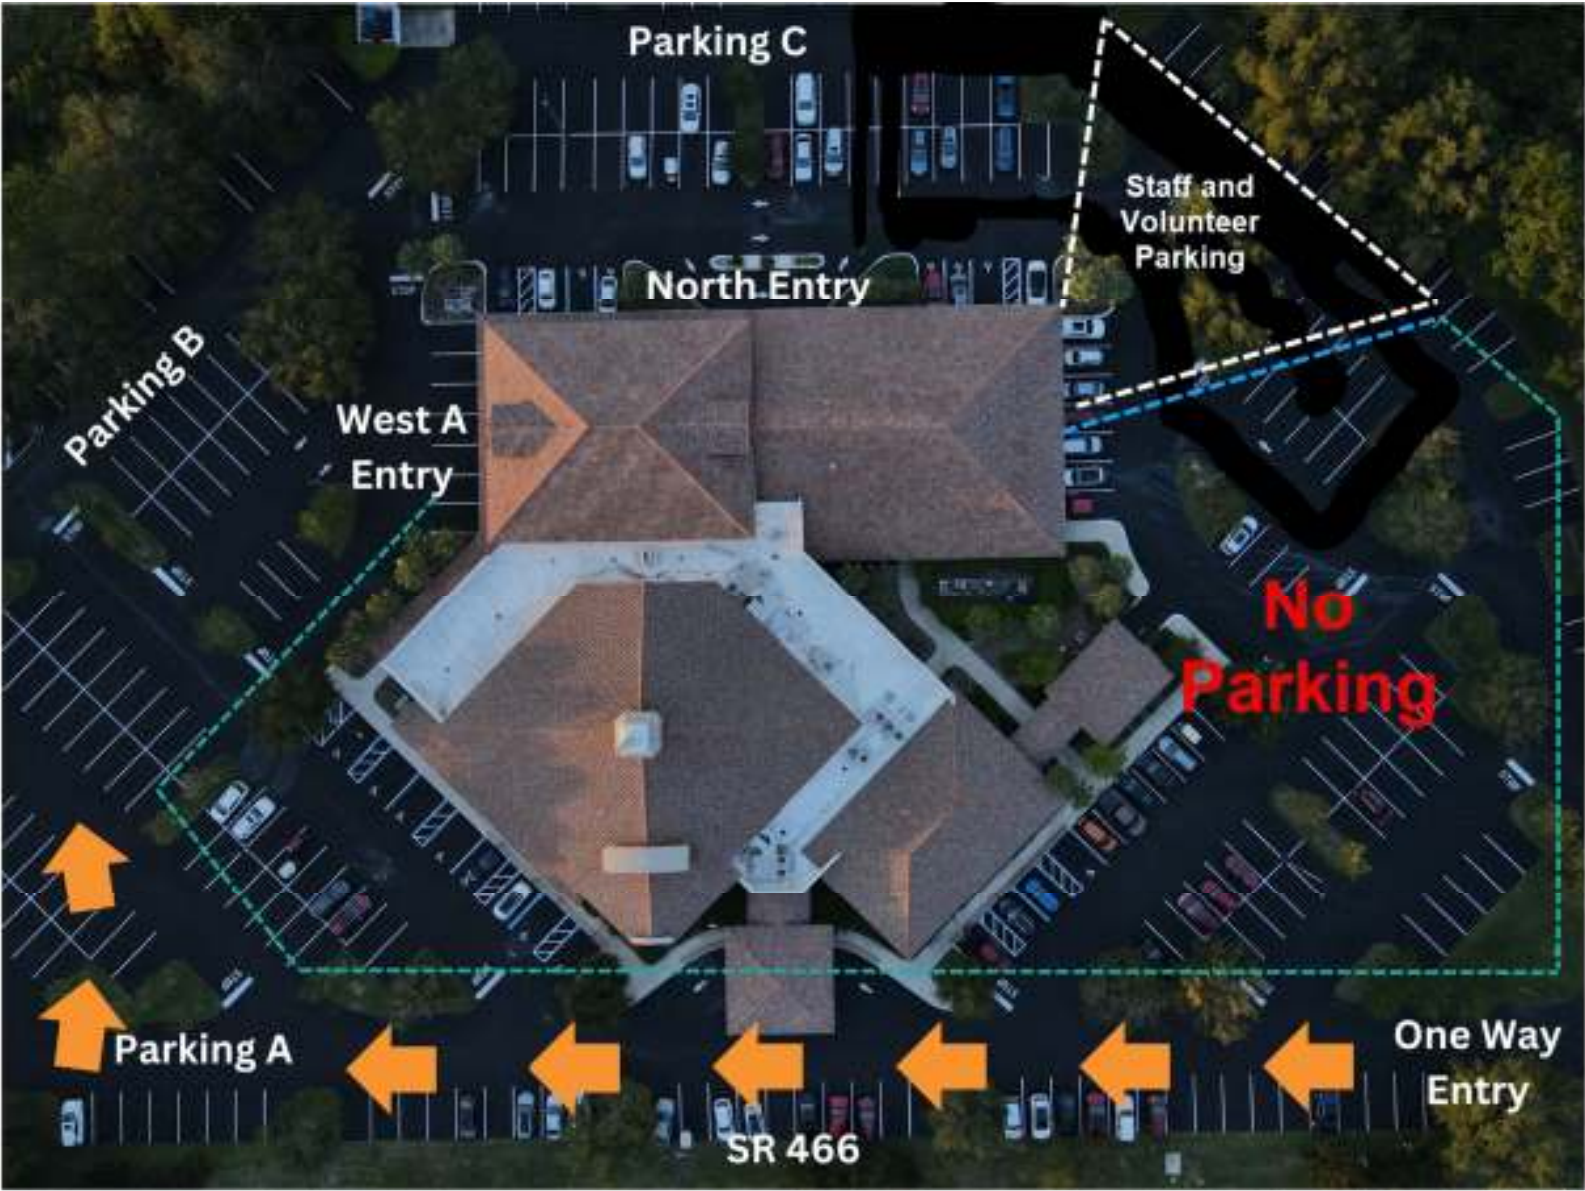 Parking C
Staff and
Volunteer
Parking
North Entry
Parking B
West A
Entry
No
Parking
Parking A
One Way
Entry
SR 466